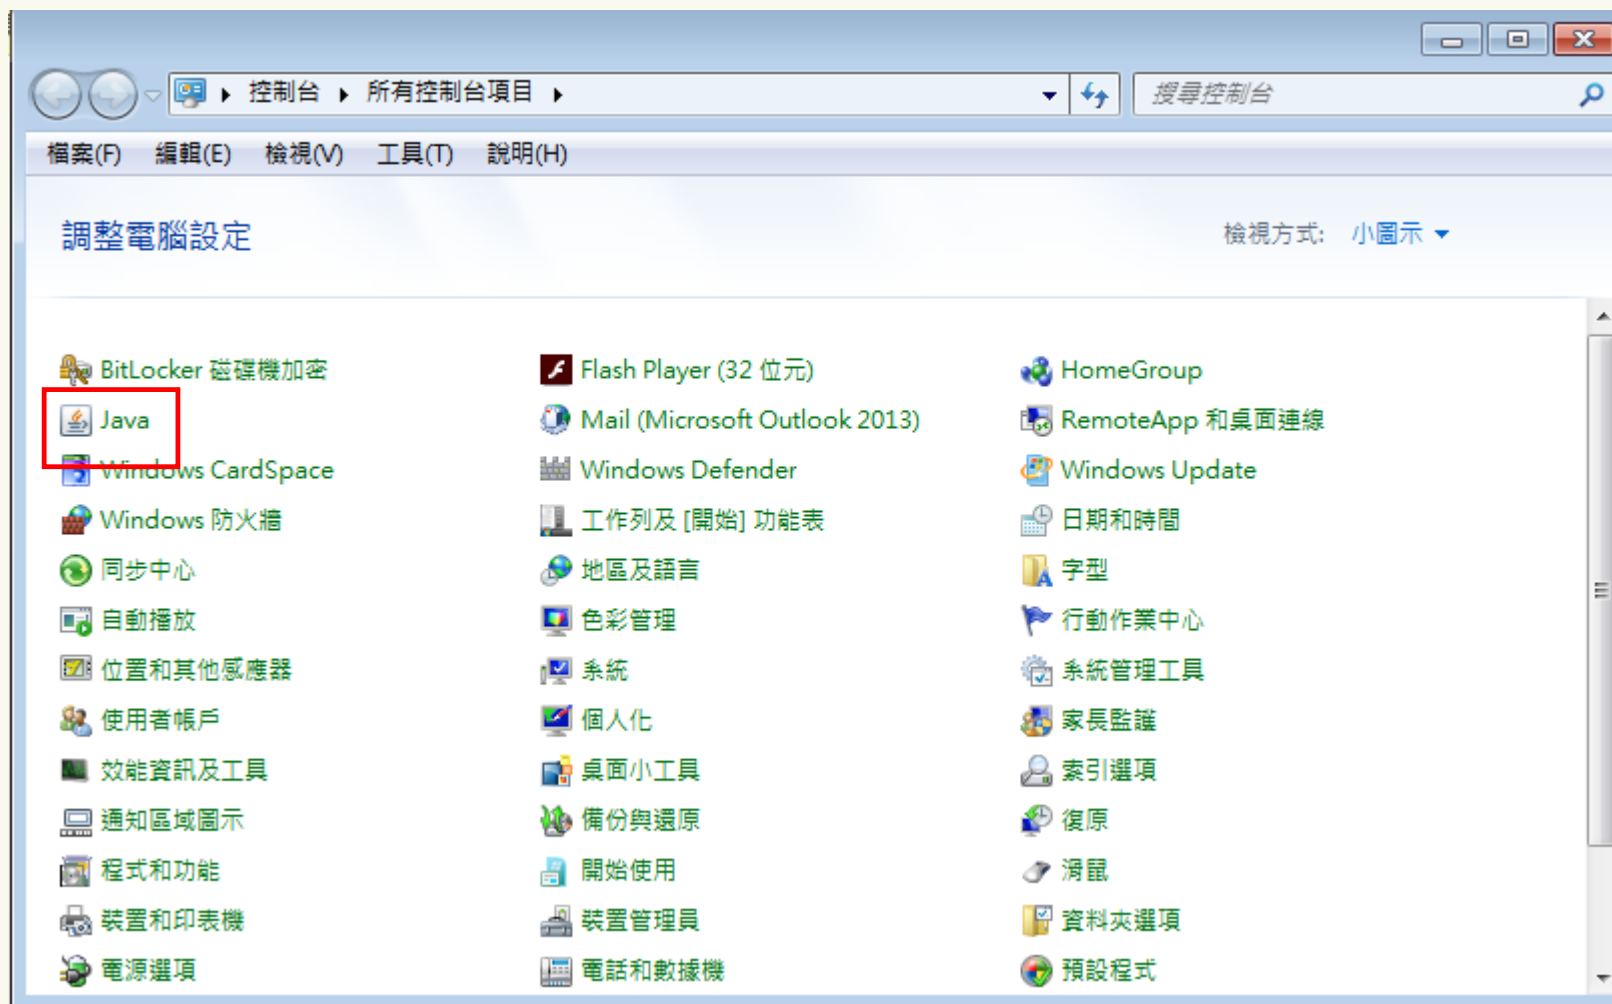 控制台 所有控制台項目 搜尋控制台
檔案(F) 編輯(E) 檢視(V) 工具(T) 說明(H)
調整電腦設定 檢視方式: 小圖示
BitLocker 磁碟機加密 Flash Player (32 位元) HomeGroup
Java Mail (Microsoft Outlook 2013) RemoteApp 和桌面連線
Windows CardSpace Windows Defender Windows Update
Windows 防火牆 工作列及 [開始] 功能表 日期和時間
同步中心 地區及語言 字型
自動播放 色彩管理 行動作業中心
位置和其他感應器 系統 系統管理工具
使用者帳戶 個人化 家長監護
效能資訊及工具 桌面小工具 索引選項
通知區域圖示 備份與還原 復原
程式和功能 開始使用 滑鼠
裝置和印表機 裝置管理員 資料夾選項
電源選項 電話和數據機 預設程式